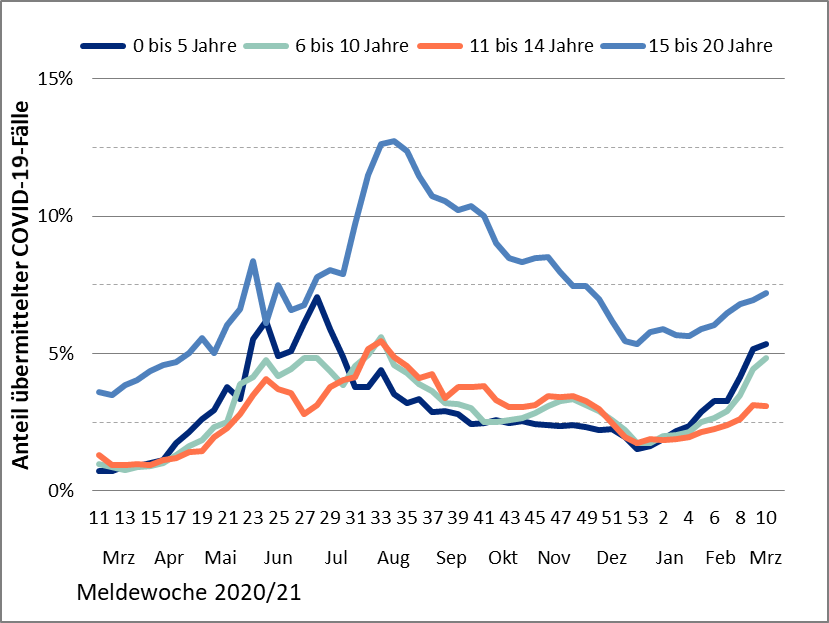 0 bis 5 Jahre 6 bis 10 Jahre 11 bis 14 Jahre 15 bis 20 Jahre
Anteil übermittelter COVID-19-Fälle
15%
10%
5%
0%
11 13 15 17 19 21 23 25 27 29 31 33 35 37 39 41 43 45 47 49 51 53 2 4 6 8 10
Mrz Apr Mai Jun Jul Aug Sep Okt Nov Dez Jan Feb Mrz
Meldewoche 2020/21